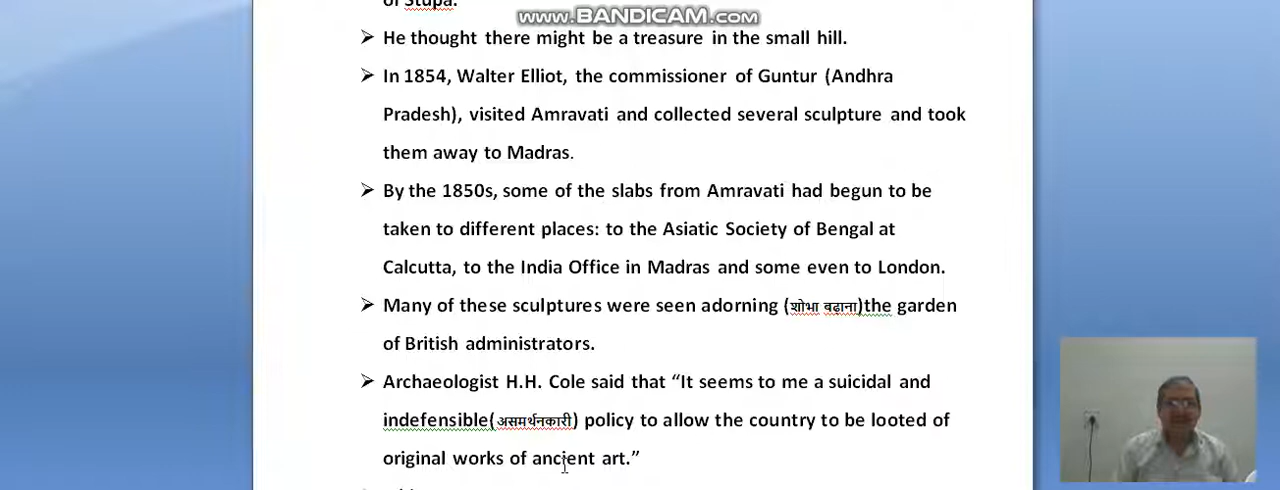 of Stupa.
www.BANDICAM.com
➢ He thought there might be a treasure in the small hill.
➢ In 1854, Walter Elliot, the commissioner of Guntur (Andhra
Pradesh), visited Amravati and collected several sculpture and took
them away to Madras.
➢ By the 1850s, some of the slabs from Amravati had begun to be
taken to different places: to the Asiatic Society of Bengal at
Calcutta, to the India Office in Madras and some even to London.
➢ Many of these sculptures were seen adorning (शोभा बढाना)the garden
of British administrators.
➢ Archaeologist H.H. Cole said that “It seems to me a suicidal and
indefensible(असमर्थनकारी) policy to allow the country to be looted of
original works of ancient art.”